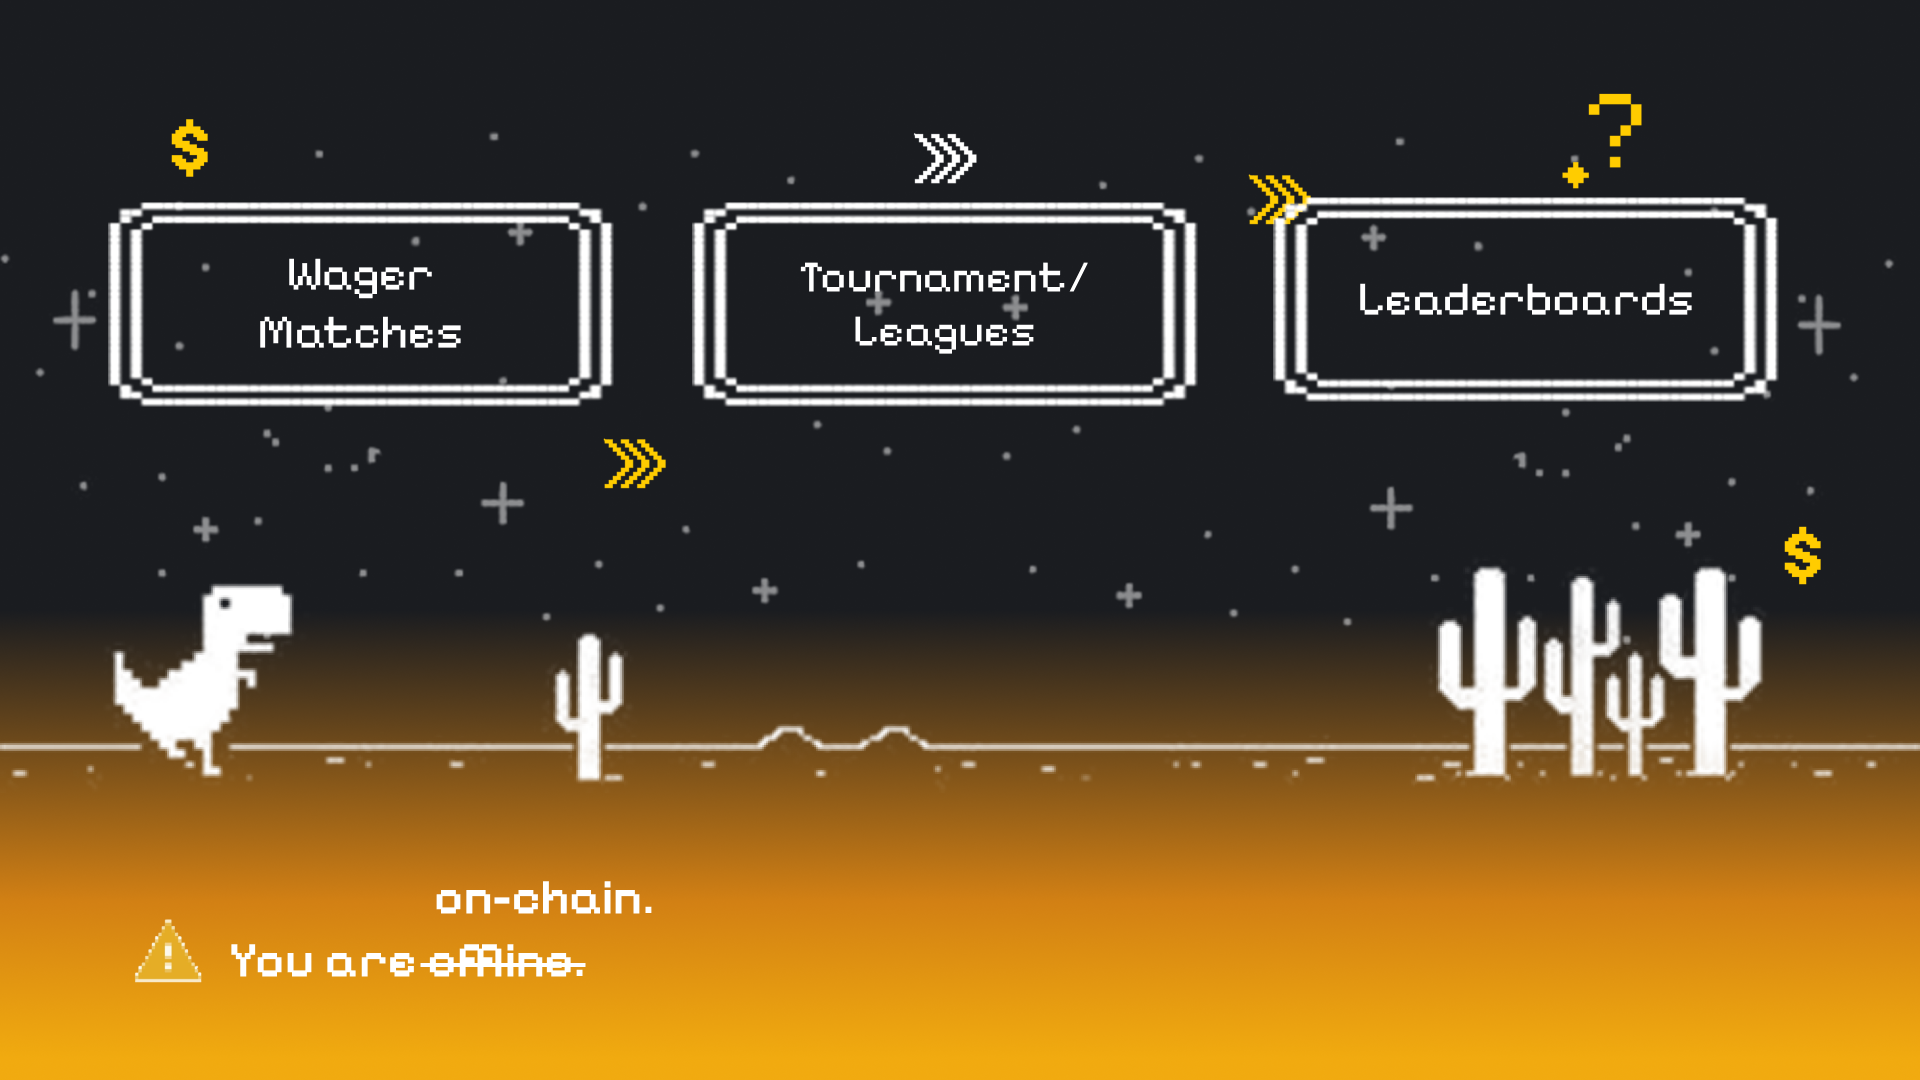 $
?
Wager
Matches
Tournament/
Leagues
Leaderboards
$
on-chain.
You are offline.